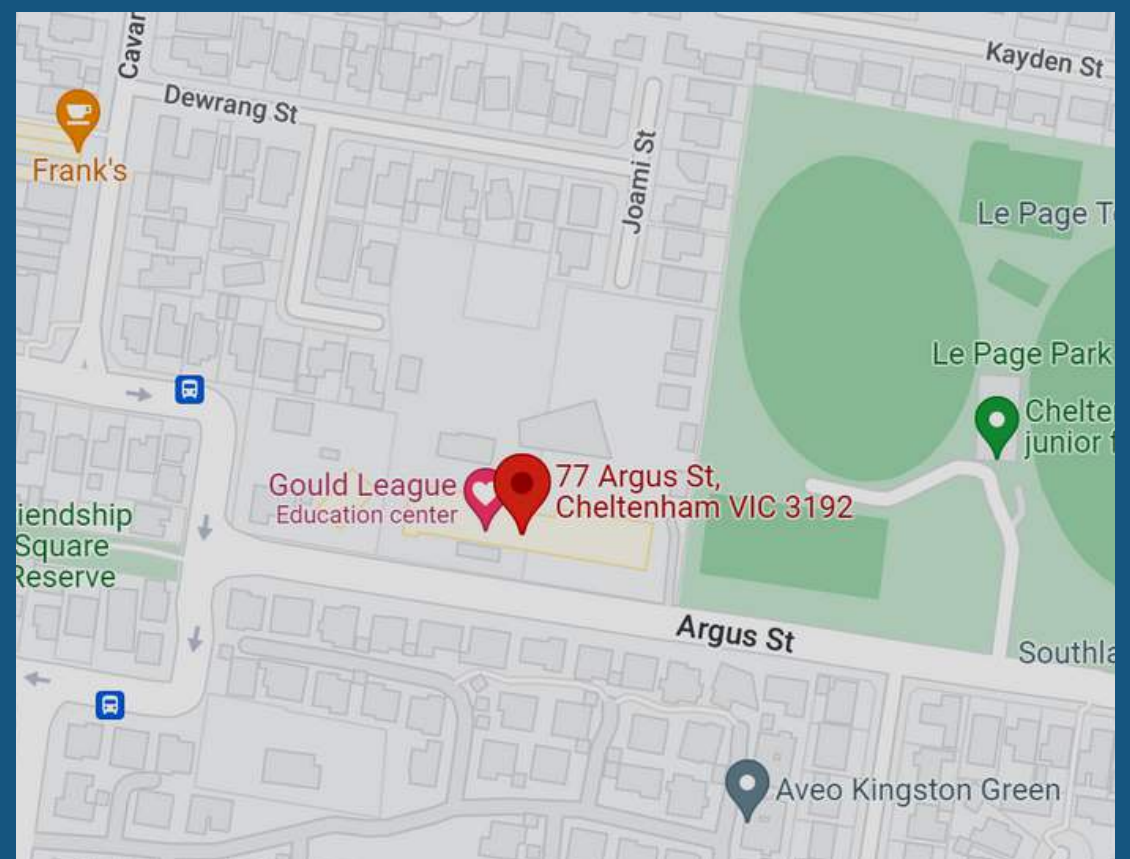 Kayden St
Cavar
Dewrang St
Frank's
Joami St
Le Page T
Le Page Park
Chelte
junior f
Gould League
Education center
77 Argus St,
Cheltenham VIC 3192
iendship
Square
Reserve
Argus St
Southla
Aveo Kingston Green